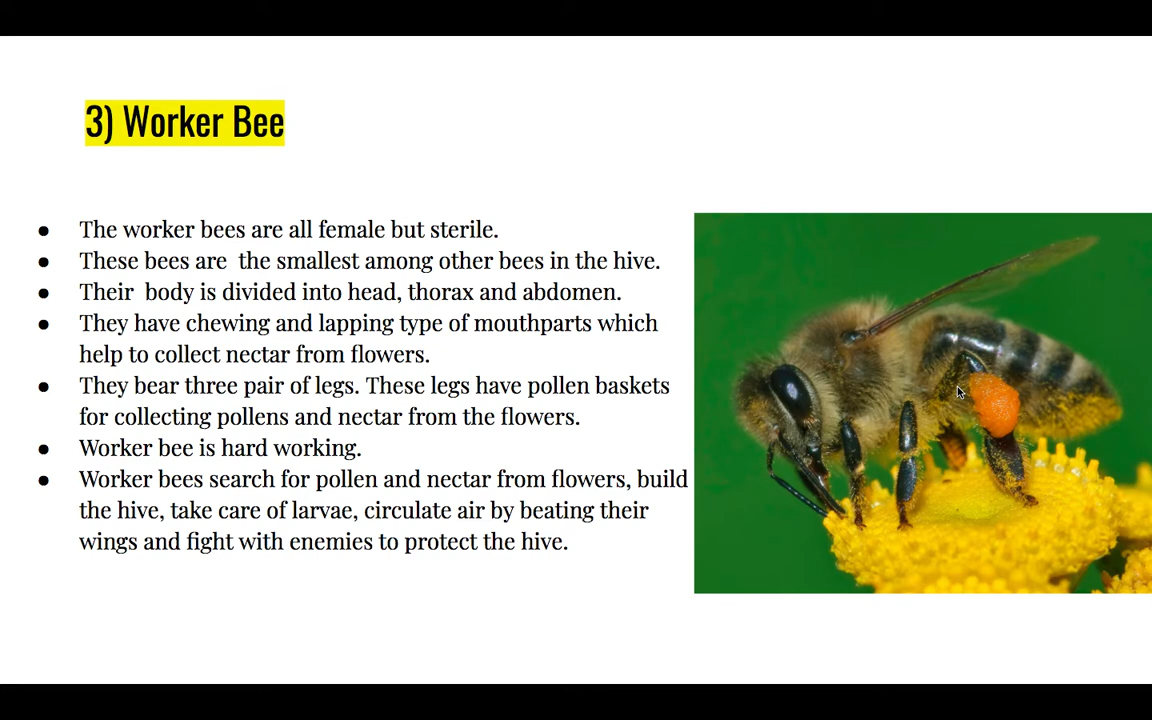 3) Worker Bee
● The worker bees are all female but sterile.
● These bees are  the smallest among other bees in the hive.
● Their  body is divided into head, thorax and abdomen.
● They have chewing and lapping type of mouthparts which
help to collect nectar from flowers.
● They bear three pair of legs. These legs have pollen baskets
for collecting pollens and nectar from the flowers.
● Worker bee is hard working.
● Worker bees search for pollen and nectar from flowers, build
the hive, take care of larvae, circulate air by beating their
wings and fight with enemies to protect the hive.